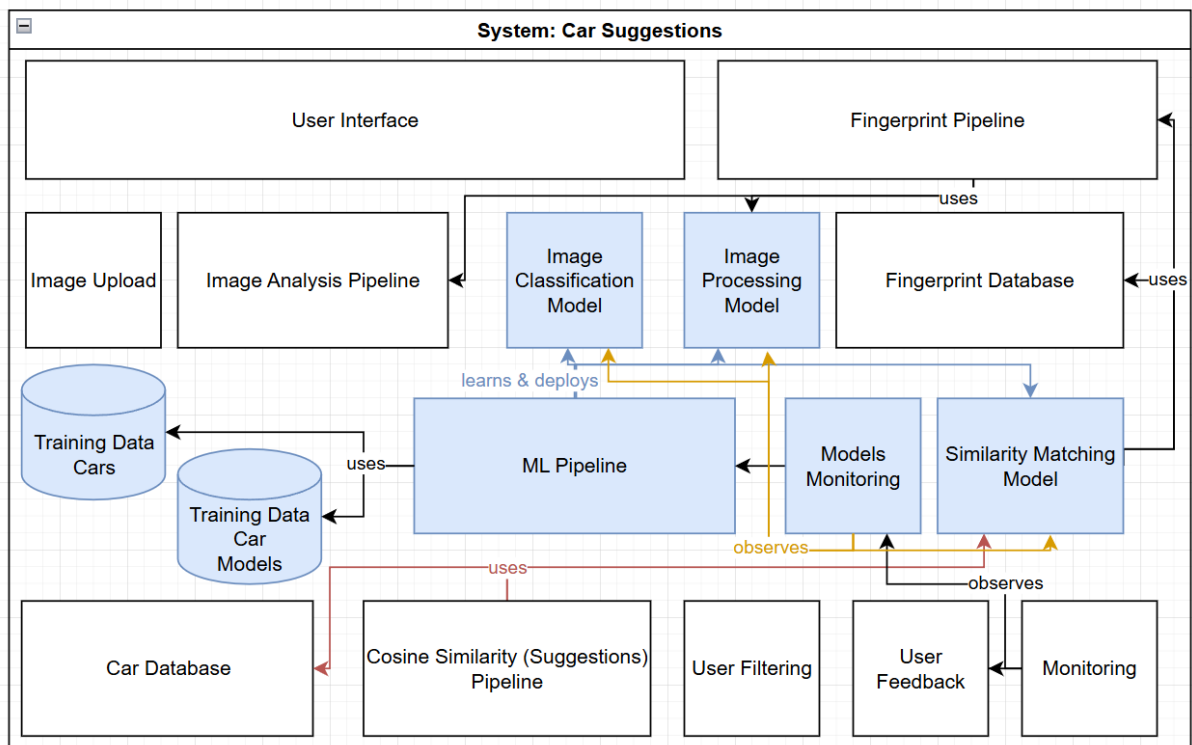 System: Car Suggestions
User Interface
Fingerprint Pipeline
uses
Image Upload
Image Analysis Pipeline
Image
Classification
Model
Image
Processing
Model
Fingerprint Database
uses
learns & deploys
Training Data
Cars
uses
Training Data
Car
Models
ML Pipeline
Models
Monitoring
Similarity Matching
Model
observes
uses
observes
Car Database
Cosine Similarity (Suggestions)
Pipeline
User Filtering
User
Feedback
Monitoring